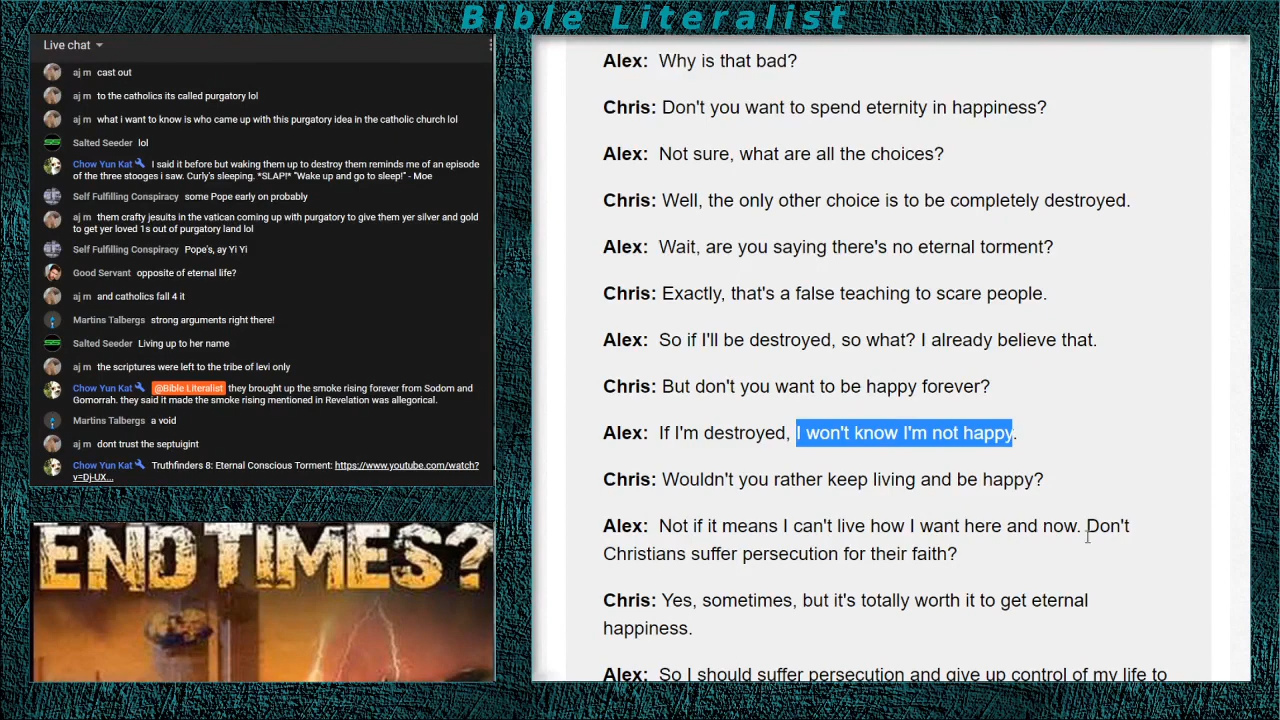 Bible Literalist
Live chat
aj m cast out
aj m to the catholics its called purgatory lol
aj m what i want to know is who came up with this purgatory idea in the catholic church lol
Salted Seeder lol
Chow Yun Kat I said it before but waking them up to destroy them reminds me of an episode
of the three stooges i saw. Curly's sleeping. *SLAP!* "Wake up and go to sleep!" - Moe
Self Fulfilling Conspiracy some Pope early on probably
aj m them crafty jesuits in the vatican coming up with purgatory to give them yer silver and gold
to get yer loved 1s out of purgatory land lol
Self Fulfilling Conspiracy Pope's, ay Yi Yi
Good Servant opposite of eternal life?
aj m and catholics fall 4 it
Martins Talbergs strong arguments right there!
Salted Seeder Living up to her name
aj m the scriptures were left to the tribe of levi only
Chow Yun Kat @Bible Literalist they brought up the smoke rising forever from Sodom and
Gomorrah. they said it made the smoke rising mentioned in Revelation was allegorical.
Martins Talbergs a void
aj m dont trust the septuigint
Chow Yun Kat Truthfinders 8: Eternal Conscious Torment: https://www.youtube.com/watch?
v=Dj-UX...
END TIMES?
Alex: Why is that bad?
Chris: Don't you want to spend eternity in happiness?
Alex: Not sure, what are all the choices?
Chris: Well, the only other choice is to be completely destroyed.
Alex: Wait, are you saying there's no eternal torment?
Chris: Exactly, that's a false teaching to scare people.
Alex: So if I'll be destroyed, so what? I already believe that.
Chris: But don't you want to be happy forever?
Alex: If I'm destroyed, I won't know I'm not happy.
Chris: Wouldn't you rather keep living and be happy?
Alex: Not if it means I can't live how I want here and now. Don't
Christians suffer persecution for their faith?
Chris: Yes, sometimes, but it's totally worth it to get eternal
happiness.
Alex: So I should suffer persecution and give up control of my life to